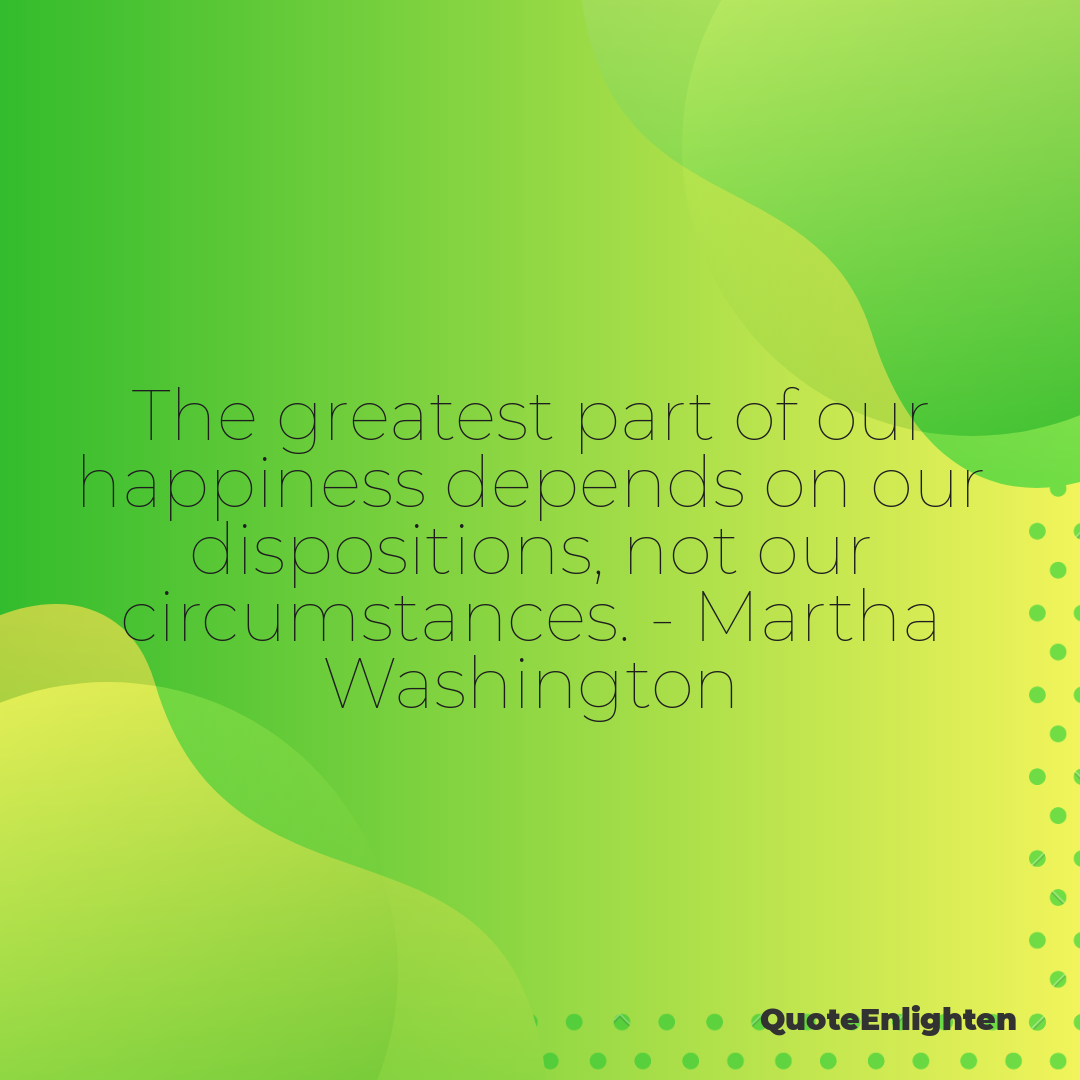 The greatest part of our
happiness depends on our
dispositions, not our
circumstances. - Martha
Washington
QuoteEnlighten